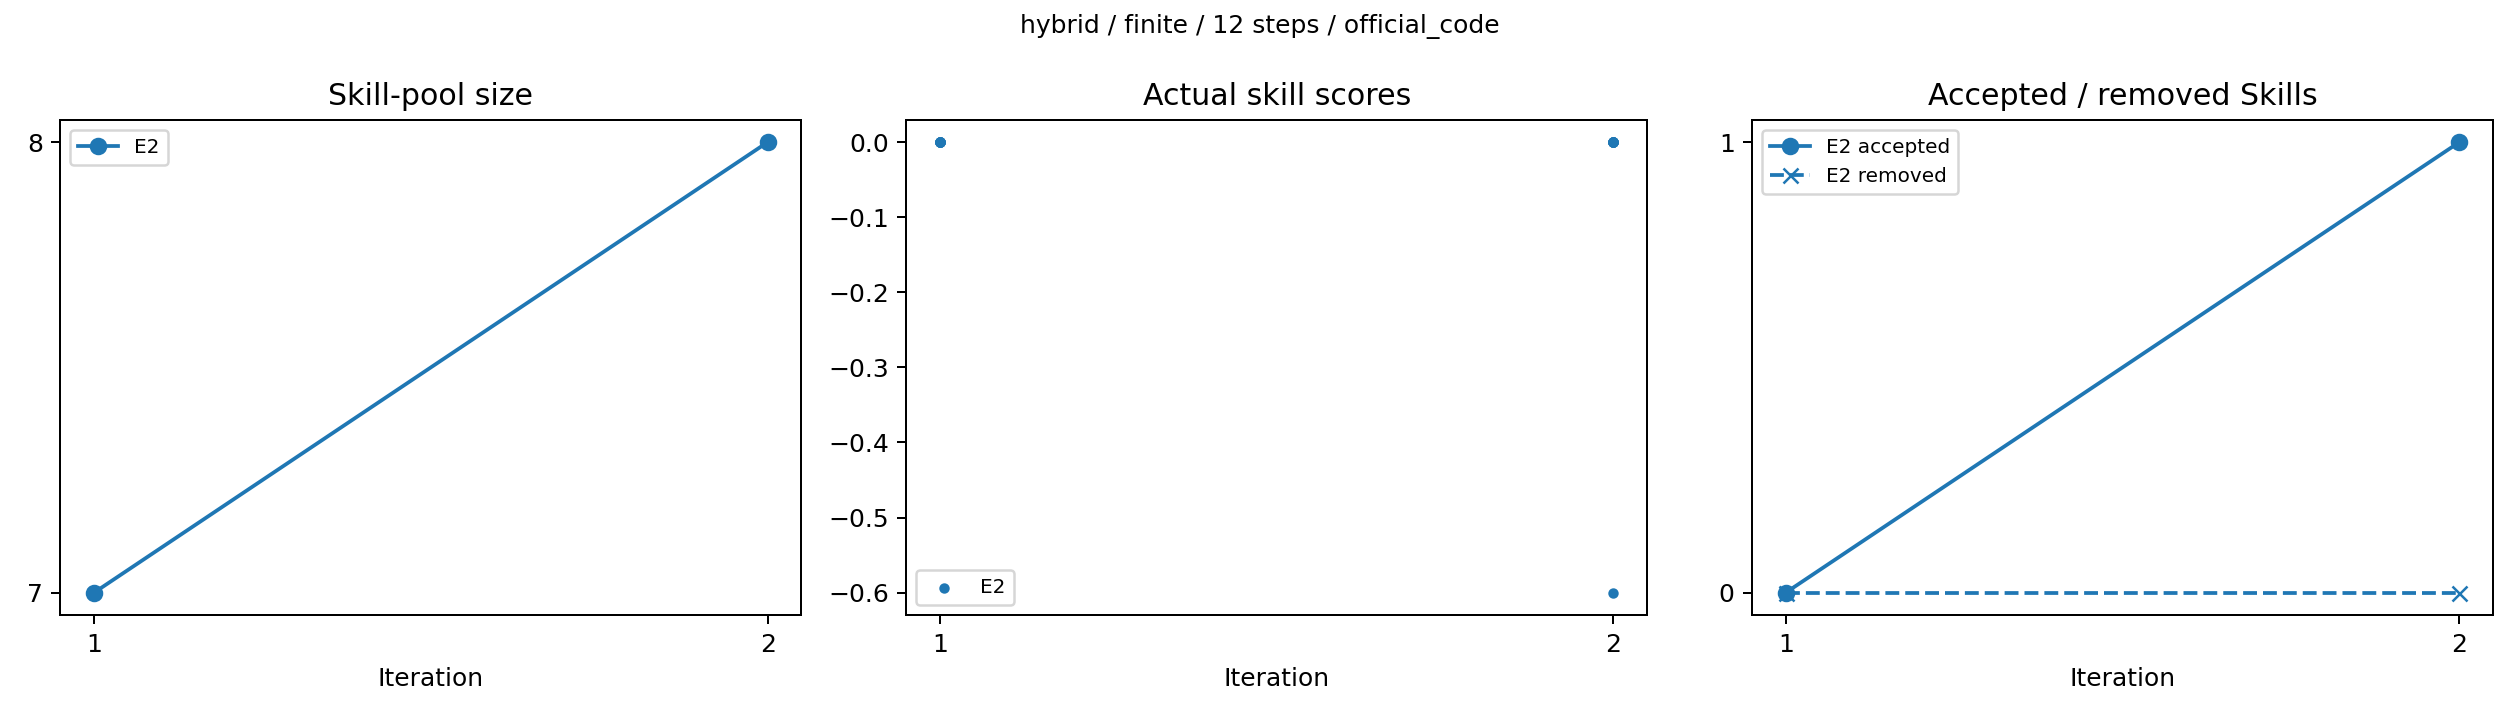 hybrid / finite / 12 steps / official_code
Skill-pool size
8
7
E2
1
2
Iteration
Actual skill scores
0.0
−0.1
−0.2
−0.3
−0.4
−0.5
−0.6
E2
1
2
Iteration
Accepted / removed Skills
1
0
E2 accepted
E2 removed
1
2
Iteration